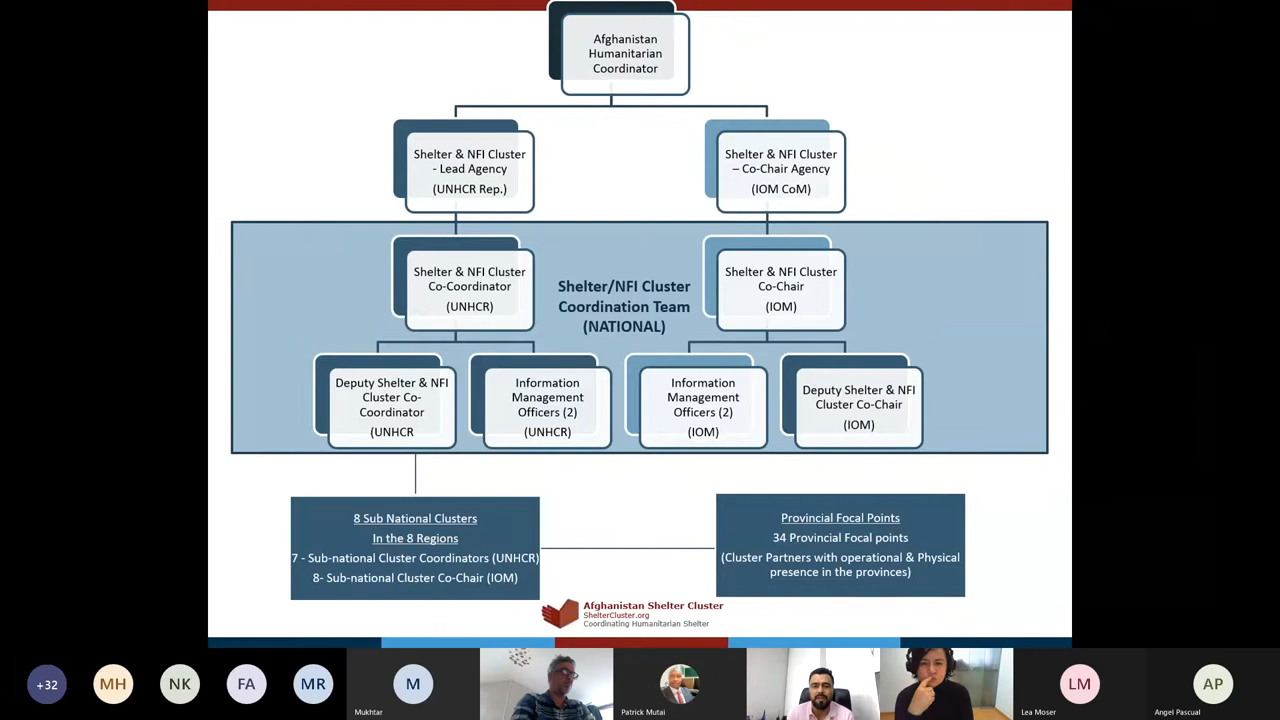 Afghanistan
Humanitarian
Coordinator
Shelter & NFI Cluster
- Lead Agency
(UNHCR Rep.)
Shelter & NFI Cluster
– Co-Chair Agency
(IOM CoM)
Shelter & NFI Cluster
Co-Coordinator
(UNHCR)
Shelter/NFI Cluster
Coordination Team
(NATIONAL)
Shelter & NFI Cluster
Co-Chair
(IOM)
Deputy Shelter & NFI
Cluster Co-
Coordinator
(UNHCR
Information
Management
Officers (2)
(UNHCR)
Information
Management
Officers (2)
(IOM)
Deputy Shelter & NFI
Cluster Co-Chair
(IOM)
8 Sub National Clusters
In the 8 Regions
7 - Sub-national Cluster Coordinators (UNHCR)
8- Sub-national Cluster Co-Chair (IOM)
Provincial Focal Points
34 Provincial Focal points
(Cluster Partners with operational & Physical
presence in the provinces)
Afghanistan Shelter Cluster
ShelterCluster.org
Coordinating Humanitarian Shelter
+32
MH
NK
FA
MR
M
Mukhtar
Patrick Mutai
LM
Lea Moser
AP
Angel Pascual